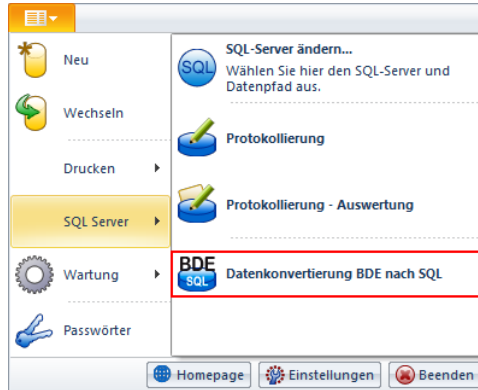 Neu
Wechseln
Drucken
SQL Server
Wartung
Passwörter
SQL
SQL-Server ändern...
Wählen Sie hier den SQL-Server und
Datenpfad aus.
Protokollierung
Protokollierung - Auswertung
BDE
SQL
Datenkonvertierung BDE nach SQL
Homepage
Einstellungen
Beenden